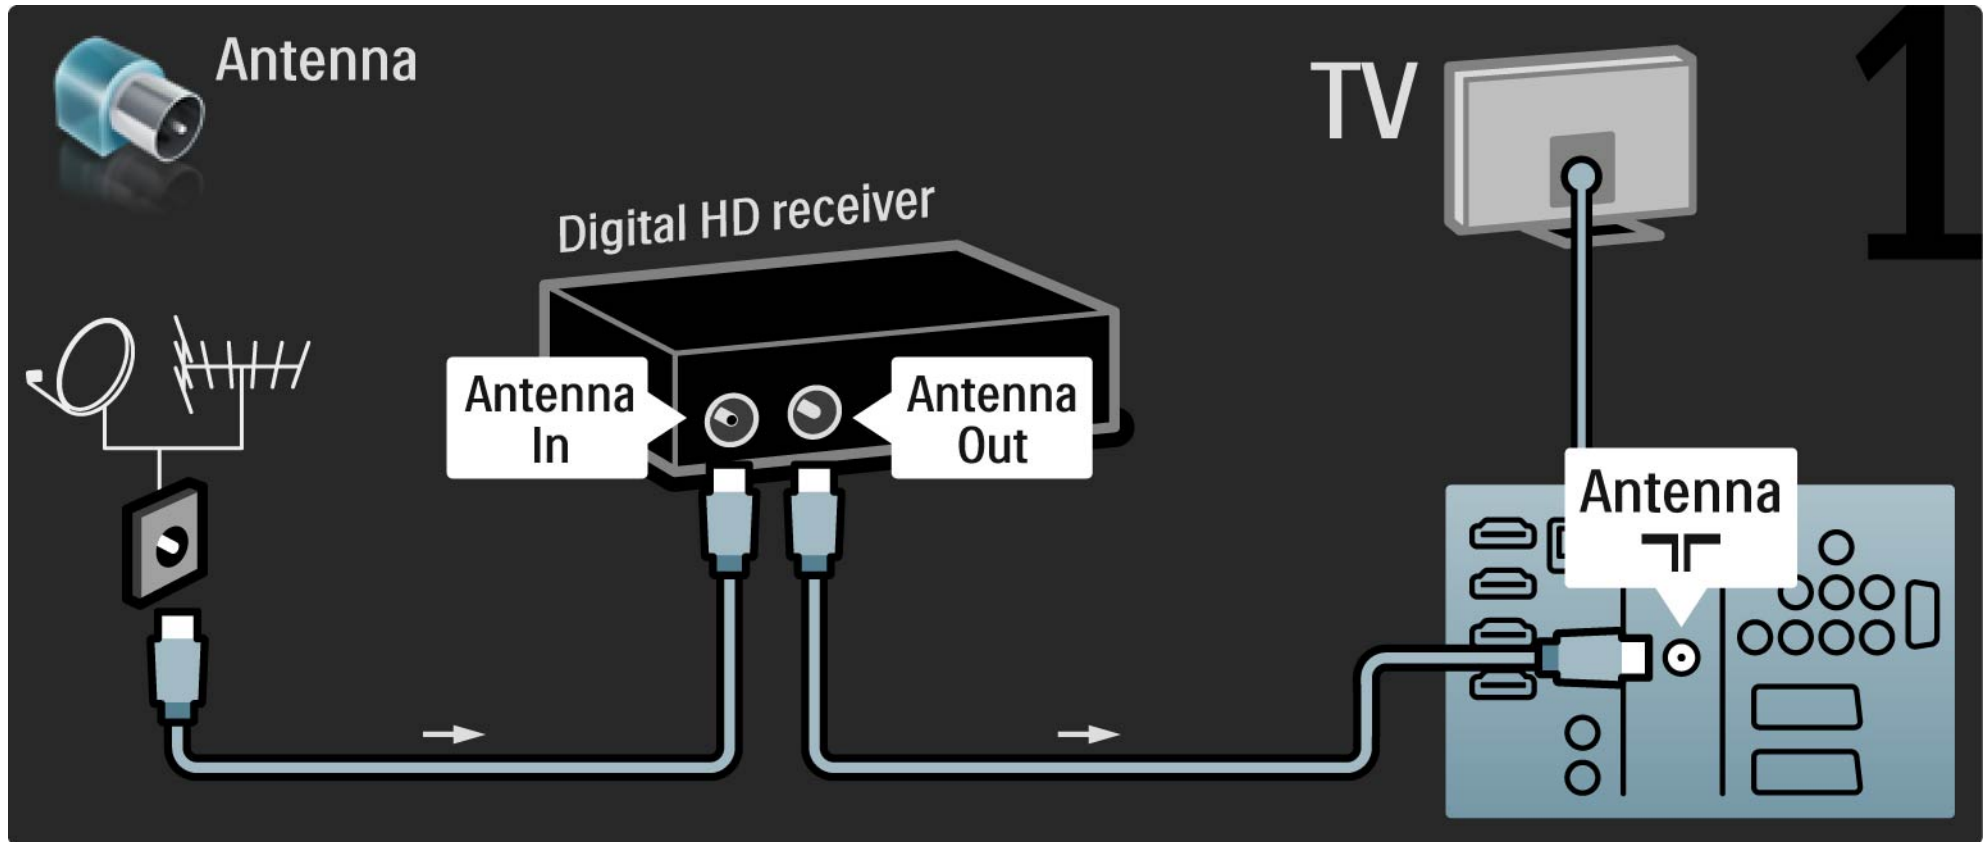 Antenna
TV
1
Digital HD receiver
Antenna
In
Antenna
Out
Antenna